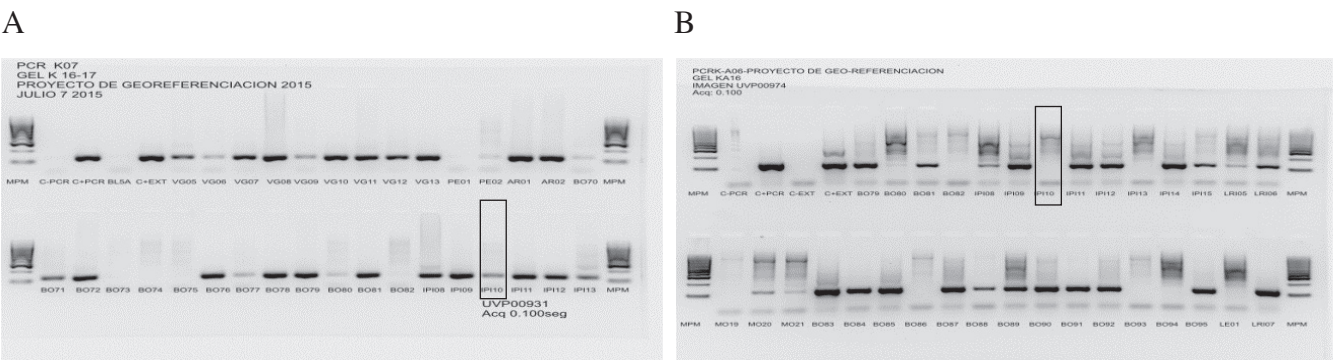 A
B
PCR K07
GEL K 16-17
PROYECTO DE GEOREFERENCIACION 2015
JULIO 7 2015
MPM C-PCR C+PCR BLSA C+EXT VG05 VG06 VG07 VG08 VG09 VG10 VG11 VG12 VG13 PE01 PE02 AR01 AR02 BO70 MPM
BO71 BO72 BO73 BO74 BO75 BO76 BO77 BO78 BO79 BO80 BO81 BO82 IPI08 IPI09 IPI10 IPI11 IPI12 IPI13 MPM
UVP00931
Acq 0.100seg
PCRK-A06-PROYECTO DE GEO-REFERENCIACION
GEL KA16
IMAGEN UVP00974
Acq: 0.100
MPM C-PCR C+PCR C-EXT C+EXT BO79 BO80 BO81 BO82 IPI08 IPI09 IPI10 IPI11 IPI12 IPI13 IPI14 IPI15 LRI05 LRI06 MPM
MPM MO19 MO20 MO21 BO83 BO84 BO85 BO86 BO87 BO88 BO89 BO90 BO91 BO92 BO93 BO94 BO95 LE01 LRI07 MPM